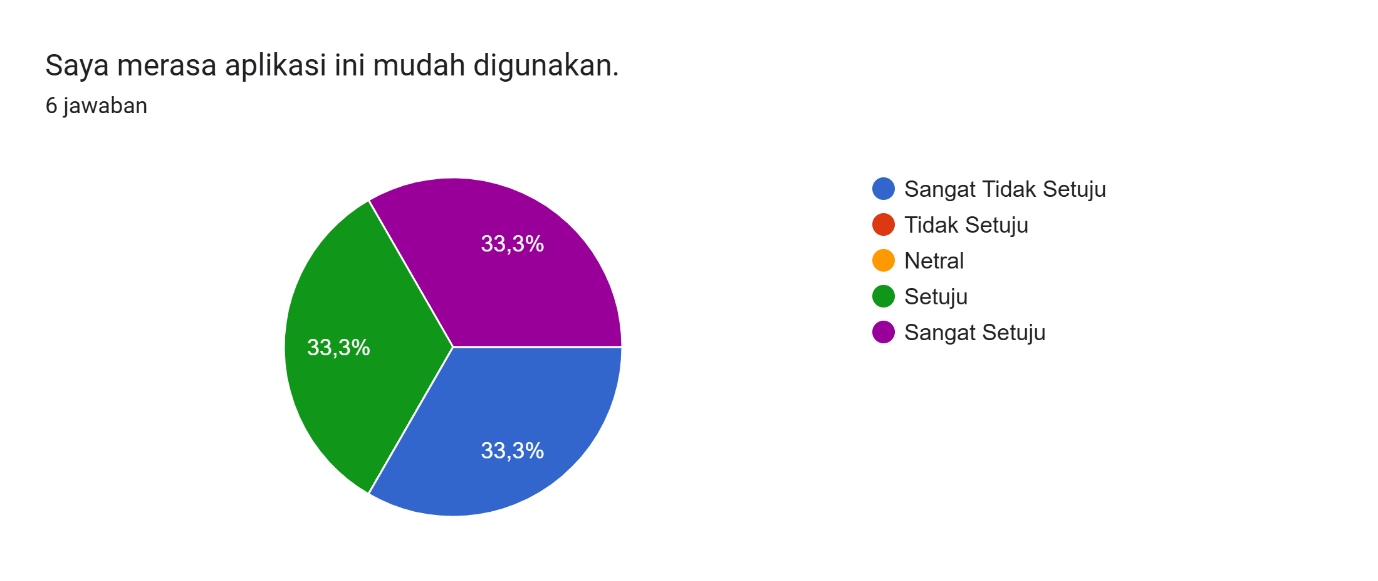 Saya merasa aplikasi ini mudah digunakan.
6 jawaban
33,3%
33,3%
33,3%
Sangat Tidak Setuju
Tidak Setuju
Netral
Setuju
Sangat Setuju